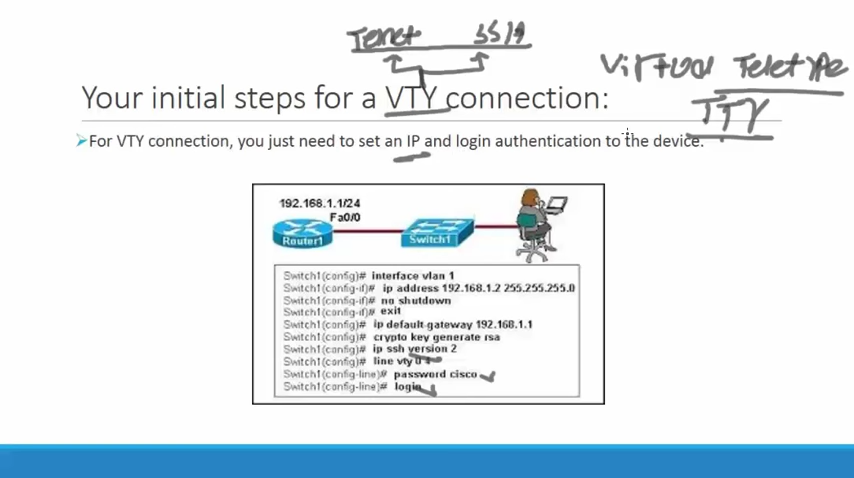 Telnet SSH
Virtual Teletype
TTY
Your initial steps for a VTY connection:
For VTY connection, you just need to set an IP and login authentication to the device.
192.168.1.1/24
Fa0/0
Router1
Switch1
Switch1(config)# interface vlan 1
Switch1(config-if)# ip address 192.168.1.2 255.255.255.0
Switch1(config-if)# no shutdown
Switch1(config-if)# exit
Switch1(config)# ip default-gateway 192.168.1.1
Switch1(config)# crypto key generate rsa
Switch1(config)# ip ssh version 2
Switch1(config)# line vty 0 4
Switch1(config-line)# password cisco
Switch1(config-line)# login